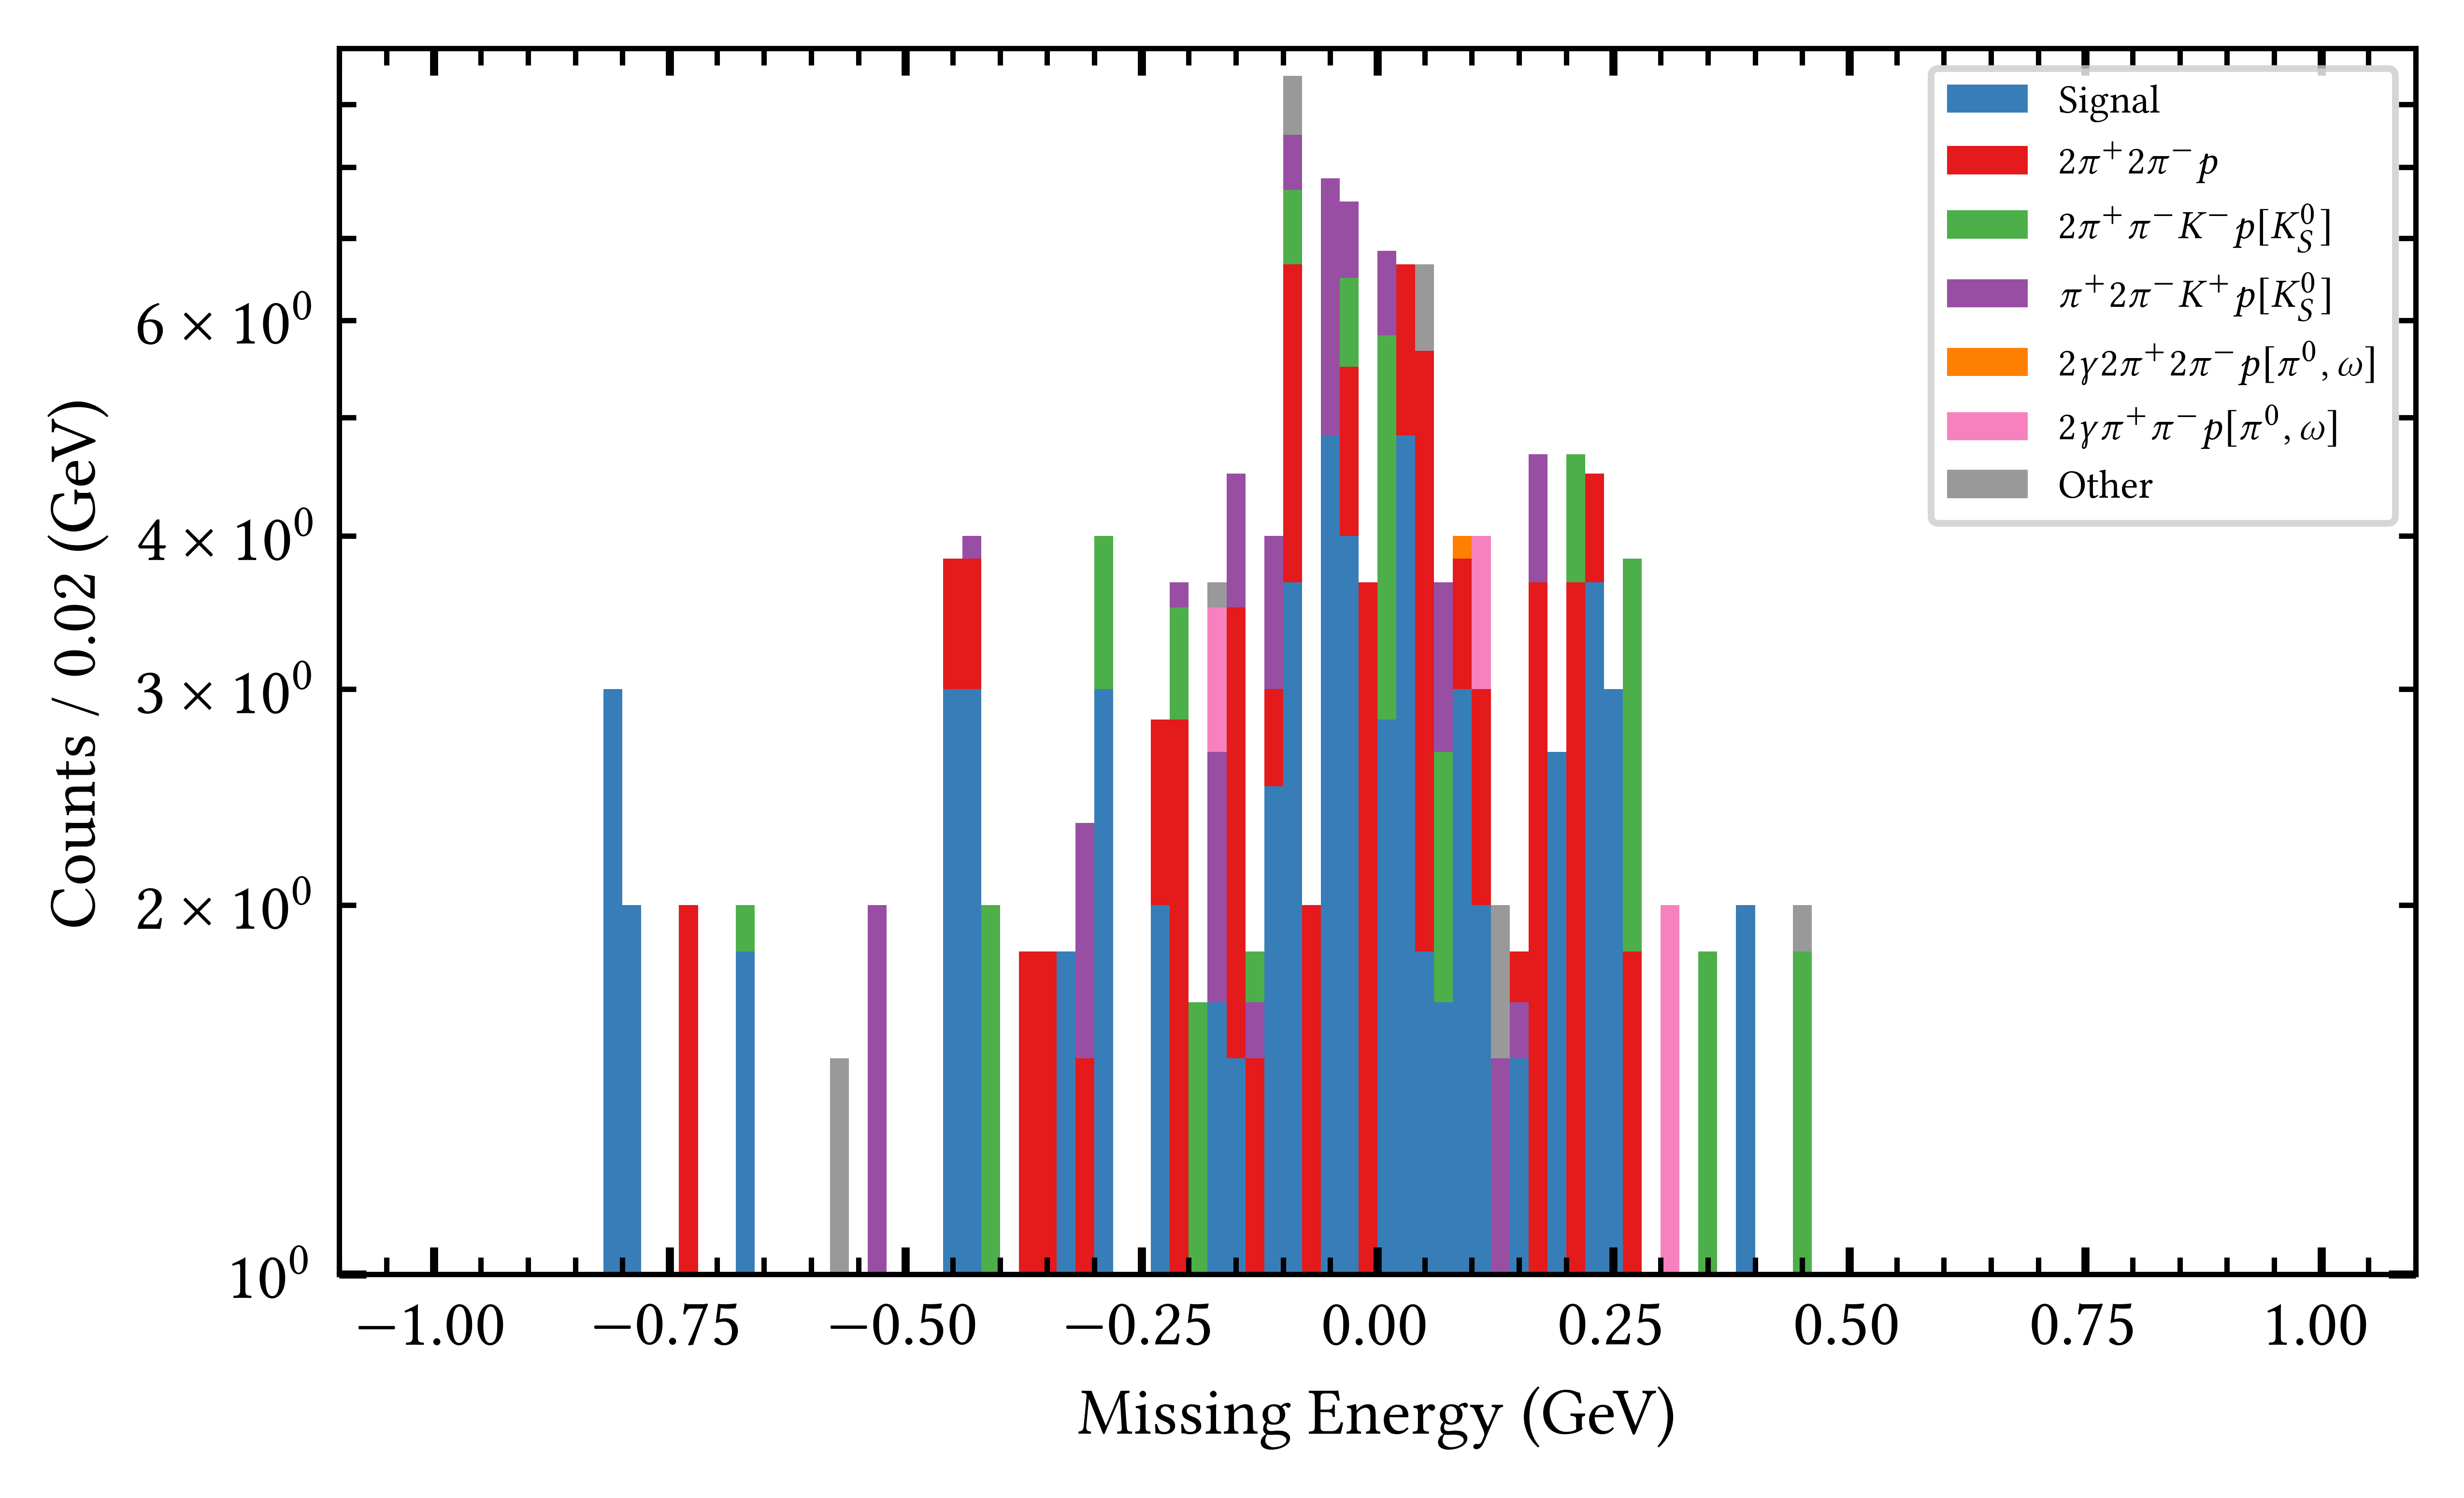 Signal
2π⁺2π⁻p
2π⁺π⁻K⁻p[K⁰_S]
π⁺2π⁻K⁺p[K⁰_S]
2γ2π⁺2π⁻p[π⁰, ω]
2γπ⁺π⁻p[π⁰, ω]
Other
6 × 10⁰
4 × 10⁰
3 × 10⁰
2 × 10⁰
10⁰
Counts / 0.02 (GeV)
−1.00 −0.75 −0.50 −0.25 0.00 0.25 0.50 0.75 1.00
Missing Energy (GeV)